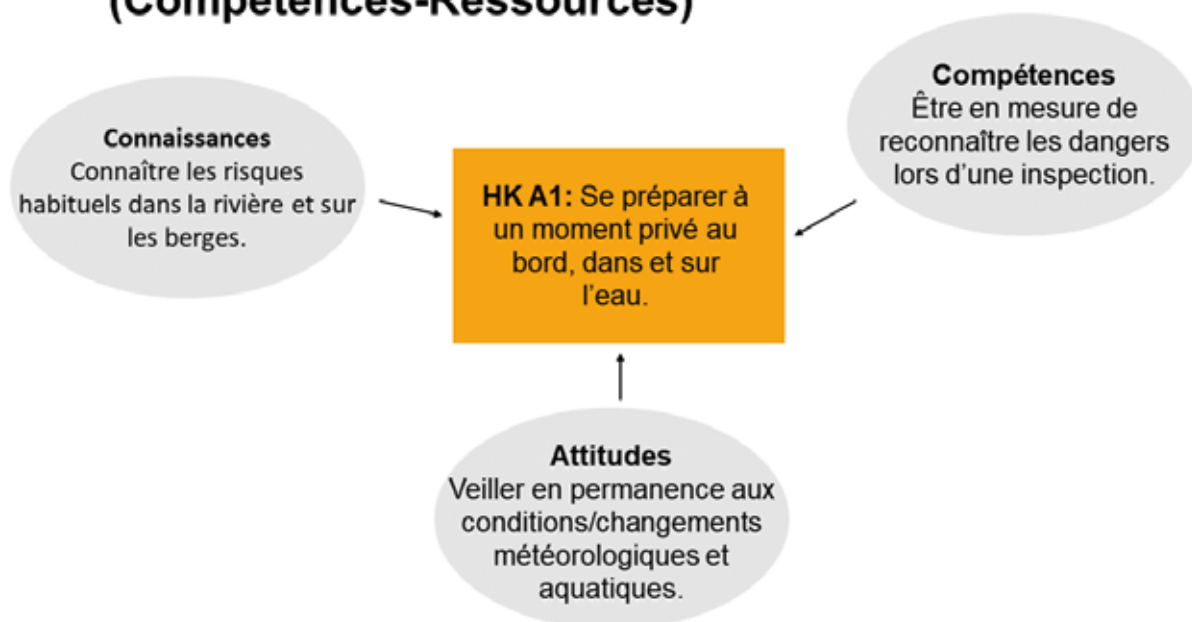 (Compétences-Ressources)
Connaissances
Connaître les risques
habituels dans la rivière et sur
les berges.
HK A1: Se préparer à
un moment privé au
bord, dans et sur
l’eau.
Compétences
Être en mesure de
reconnaître les dangers
lors d’une inspection.
Attitudes
Veiller en permanence aux
conditions/changements
météorologiques et
aquatiques.